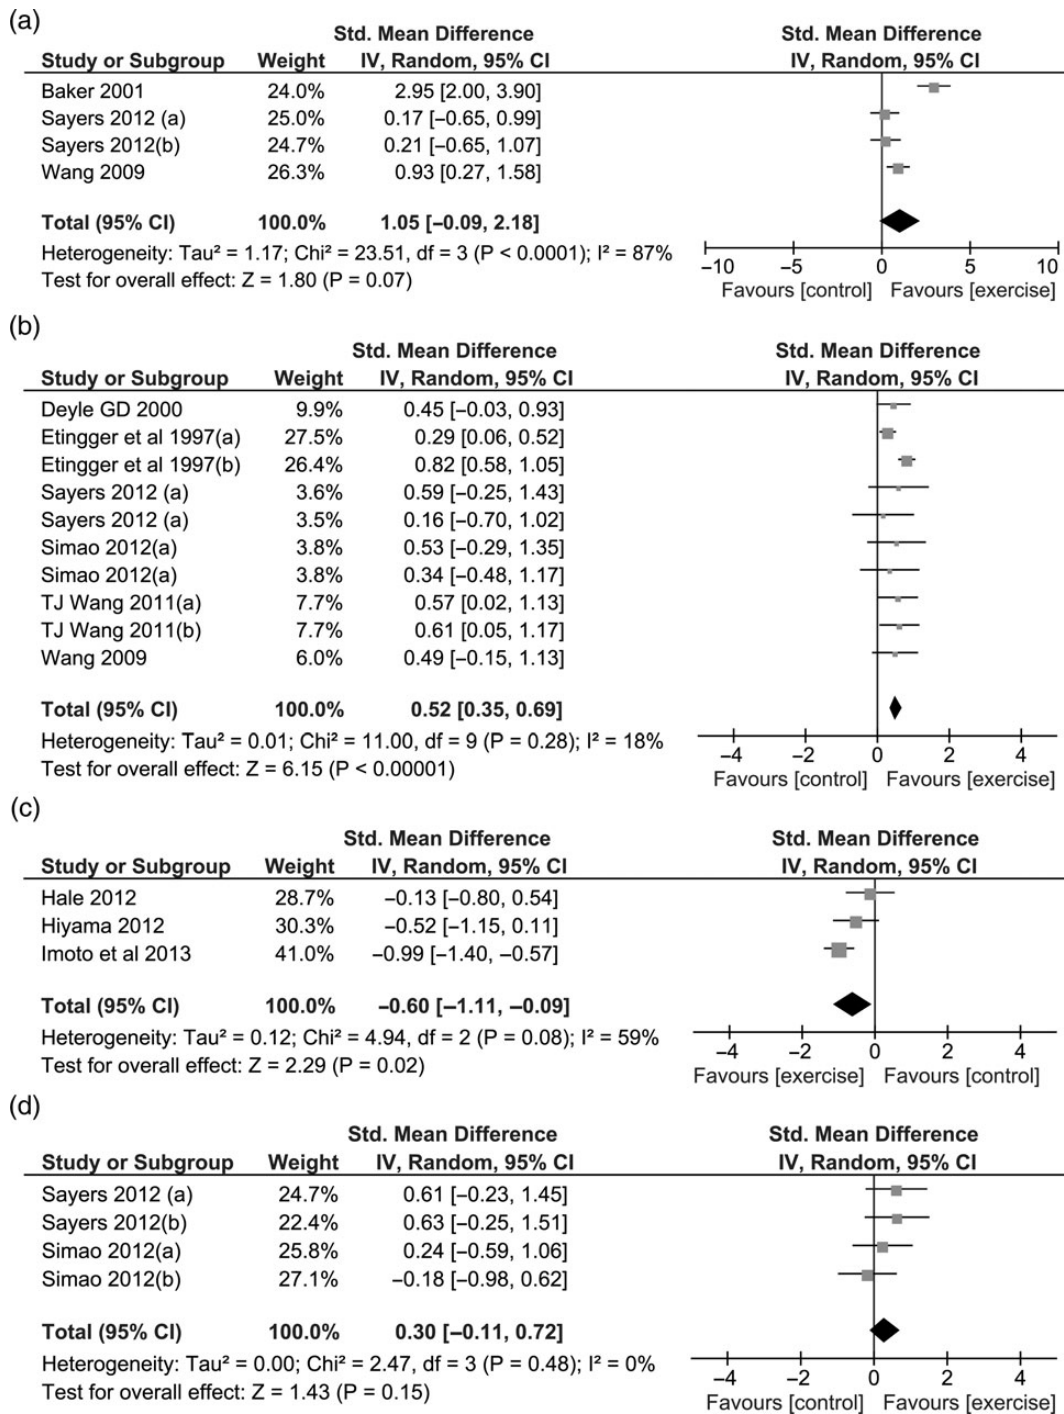 (a)
Std. Mean Difference Std. Mean Difference
Study or Subgroup Weight IV, Random, 95% CI IV, Random, 95% CI
Baker 2001 24.0% 2.95 [2.00, 3.90]
Sayers 2012 (a) 25.0% 0.17 [−0.65, 0.99]
Sayers 2012(b) 24.7% 0.21 [−0.65, 1.07]
Wang 2009 26.3% 0.93 [0.27, 1.58]
Total (95% CI) 100.0% 1.05 [−0.09, 2.18]
Heterogeneity: Tau² = 1.17; Chi² = 23.51, df = 3 (P < 0.0001); I² = 87%
Test for overall effect: Z = 1.80 (P = 0.07)
−10 −5 0 5 10
Favours [control] Favours [exercise]
(b)
Std. Mean Difference Std. Mean Difference
Study or Subgroup Weight IV, Random, 95% CI IV, Random, 95% CI
Deyle GD 2000 9.9% 0.45 [−0.03, 0.93]
Etingger et al 1997(a) 27.5% 0.29 [0.06, 0.52]
Etingger et al 1997(b) 26.4% 0.82 [0.58, 1.05]
Sayers 2012 (a) 3.6% 0.59 [−0.25, 1.43]
Sayers 2012 (a) 3.5% 0.16 [−0.70, 1.02]
Simao 2012(a) 3.8% 0.53 [−0.29, 1.35]
Simao 2012(a) 3.8% 0.34 [−0.48, 1.17]
TJ Wang 2011(a) 7.7% 0.57 [0.02, 1.13]
TJ Wang 2011(b) 7.7% 0.61 [0.05, 1.17]
Wang 2009 6.0% 0.49 [−0.15, 1.13]
Total (95% CI) 100.0% 0.52 [0.35, 0.69]
Heterogeneity: Tau² = 0.01; Chi² = 11.00, df = 9 (P = 0.28); I² = 18%
Test for overall effect: Z = 6.15 (P < 0.00001)
−4 −2 0 2 4
Favours [control] Favours [exercise]
(c)
Std. Mean Difference Std. Mean Difference
Study or Subgroup Weight IV, Random, 95% CI IV, Random, 95% CI
Hale 2012 28.7% −0.13 [−0.80, 0.54]
Hiyama 2012 30.3% −0.52 [−1.15, 0.11]
Imoto et al 2013 41.0% −0.99 [−1.40, −0.57]
Total (95% CI) 100.0% −0.60 [−1.11, −0.09]
Heterogeneity: Tau² = 0.12; Chi² = 4.94, df = 2 (P = 0.08); I² = 59%
Test for overall effect: Z = 2.29 (P = 0.02)
−4 −2 0 2 4
Favours [exercise] Favours [control]
(d)
Std. Mean Difference Std. Mean Difference
Study or Subgroup Weight IV, Random, 95% CI IV, Random, 95% CI
Sayers 2012 (a) 24.7% 0.61 [−0.23, 1.45]
Sayers 2012(b) 22.4% 0.63 [−0.25, 1.51]
Simao 2012(a) 25.8% 0.24 [−0.59, 1.06]
Simao 2012(b) 27.1% −0.18 [−0.98, 0.62]
Total (95% CI) 100.0% 0.30 [−0.11, 0.72]
Heterogeneity: Tau² = 0.00; Chi² = 2.47, df = 3 (P = 0.48); I² = 0%
Test for overall effect: Z = 1.43 (P = 0.15)
−4 −2 0 2 4
Favours [control] Favours [exercise]